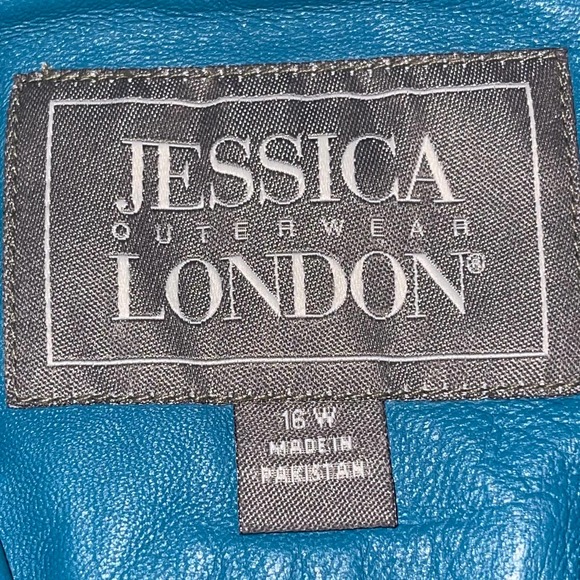 JESSICA
OUTERWEAR
LONDON®
16 W
MADE IN
PAKISTAN